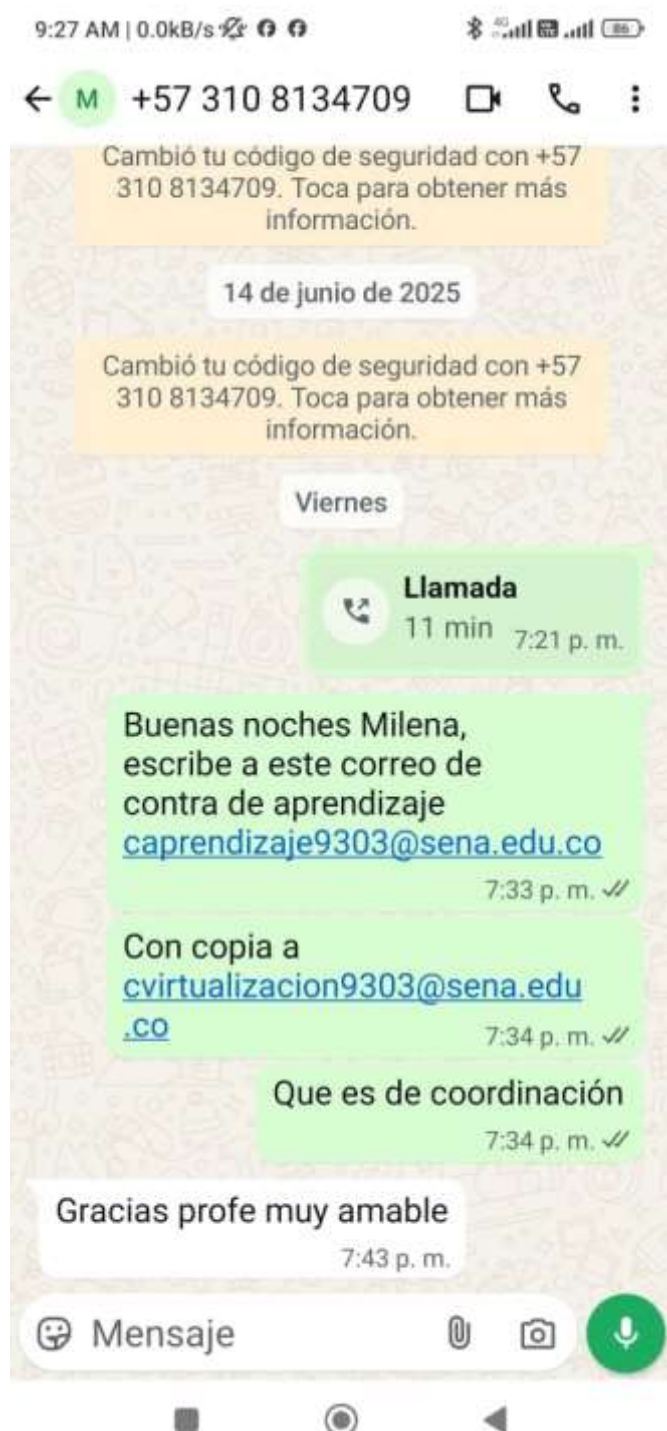 9:27 AM | 0.0kB/s
4G
86
M
+57 310 8134709
Cambió tu código de seguridad con +57
310 8134709. Toca para obtener más
información.
14 de junio de 2025
Cambió tu código de seguridad con +57
310 8134709. Toca para obtener más
información.
Viernes
Llamada
11 min 7:21 p. m.
Buenas noches Milena,
escribe a este correo de
contra de aprendizaje
caprendizaje9303@sena.edu.co
7:33 p. m.
Con copia a
cvirtualizacion9303@sena.edu
.co
7:34 p. m.
Que es de coordinación
7:34 p. m.
Gracias profe muy amable
7:43 p. m.
Mensaje